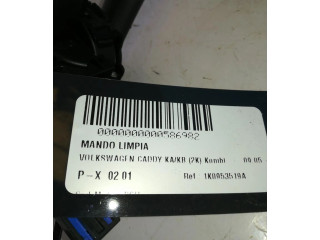 0000000000586982
MANDO LIMPIA
VOLKSWAGEN CADDY KA/KB (2K) Kombi 09.05
P-X 02 01 Ref. 1K0953519A